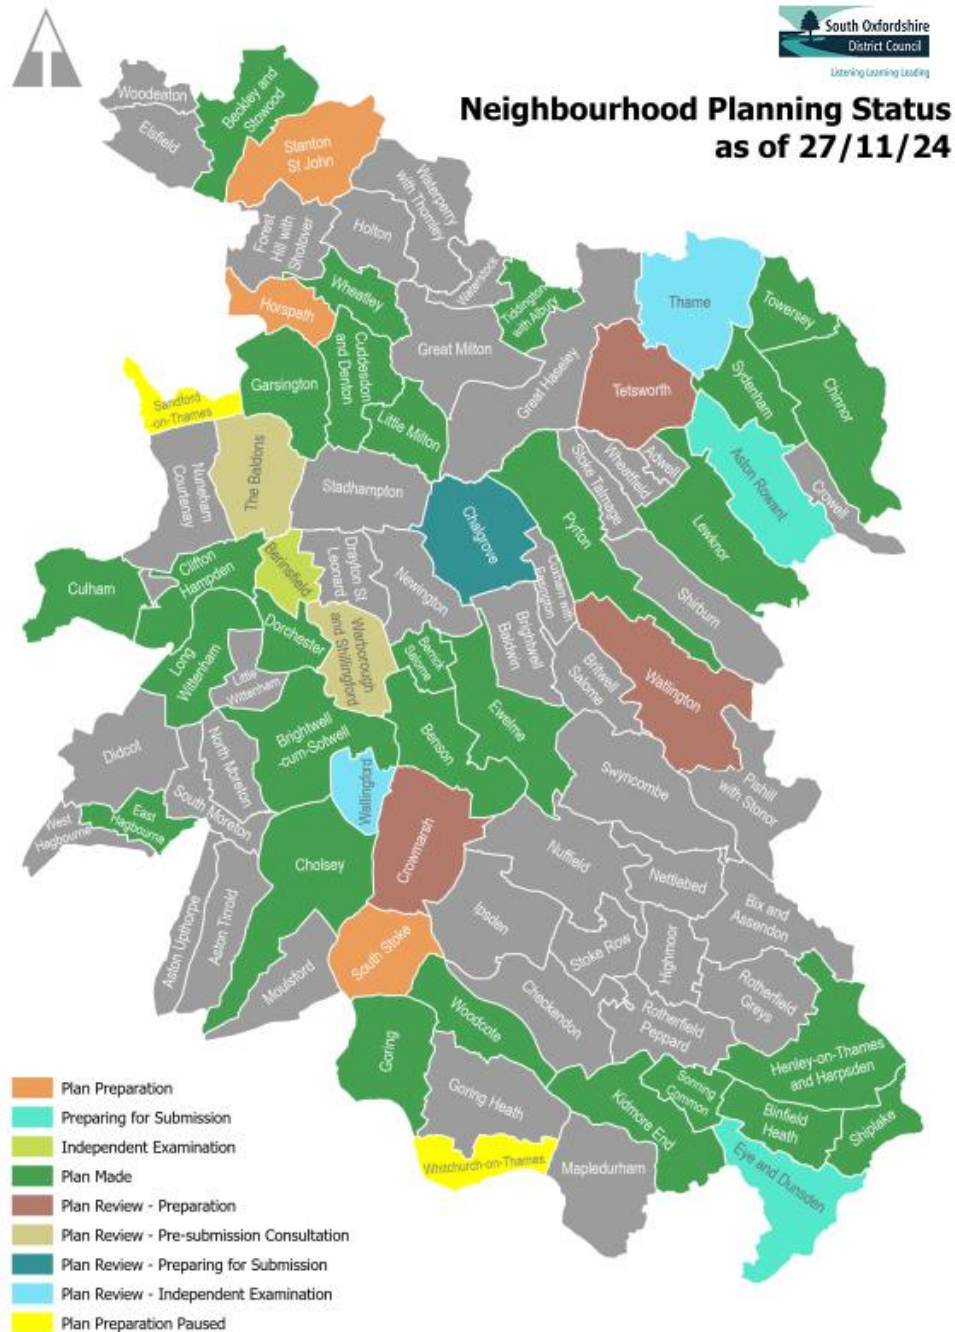 South Oxfordshire
District Council
Listening Learning Leading
Neighbourhood Planning Status
as of 27/11/24
Woodeaton
Elsfield
Beckley and
Stowood
Stanton
St John
Forest
Hill with
Shotover
Holton
Waterperry
with Thomley
Waterstock
Tiddington
with Albury
Wheatley
Horspath
Thame
Towersey
Great Milton
Great Haseley
Tetsworth
Sydenham
Chinnor
Garsington
Cuddesdon
and Denton
Little Milton
Sandford
-on-Thames
The Baldons
Nuneham
Courtenay
Stadhampton
Chalgrove
Stoke Talmage
Wheatfield
Adwell
Aston Rowant
Crowell
Pyrton
Lewknor
Shirburn
Culham
Clifton
Hampden
Berinsfield
Drayton St
Leonard
Newington
Cuxham with
Easington
Brightwell
Baldwin
Britwell
Salome
Watlington
Long
Wittenham
Little
Wittenham
Dorchester
Warborough
and Shillingford
Berrick
Salome
Benson
Ewelme
Didcot
North Moreton
South Moreton
Brightwell
-cum-Sotwell
Wallingford
Crowmarsh
Swyncombe
Pishill
with Stonor
West
Hagbourne
East
Hagbourne
Cholsey
Aston Upthorpe
Aston Tirrold
Moulsford
South Stoke
Ipsden
Nuffield
Nettlebed
Bix and
Assendon
Stoke Row
Highmoor
Rotherfield
Greys
Rotherfield
Peppard
Checkendon
Woodcote
Goring
Goring Heath
Henley-on-Thames
and Harpsden
Kidmore End
Sonning
Common
Binfield
Heath
Shiplake
Whitchurch-on-Thames
Mapledurham
Eye and Dunsden
Plan Preparation
Preparing for Submission
Independent Examination
Plan Made
Plan Review - Preparation
Plan Review - Pre-submission Consultation
Plan Review - Preparing for Submission
Plan Review - Independent Examination
Plan Preparation Paused